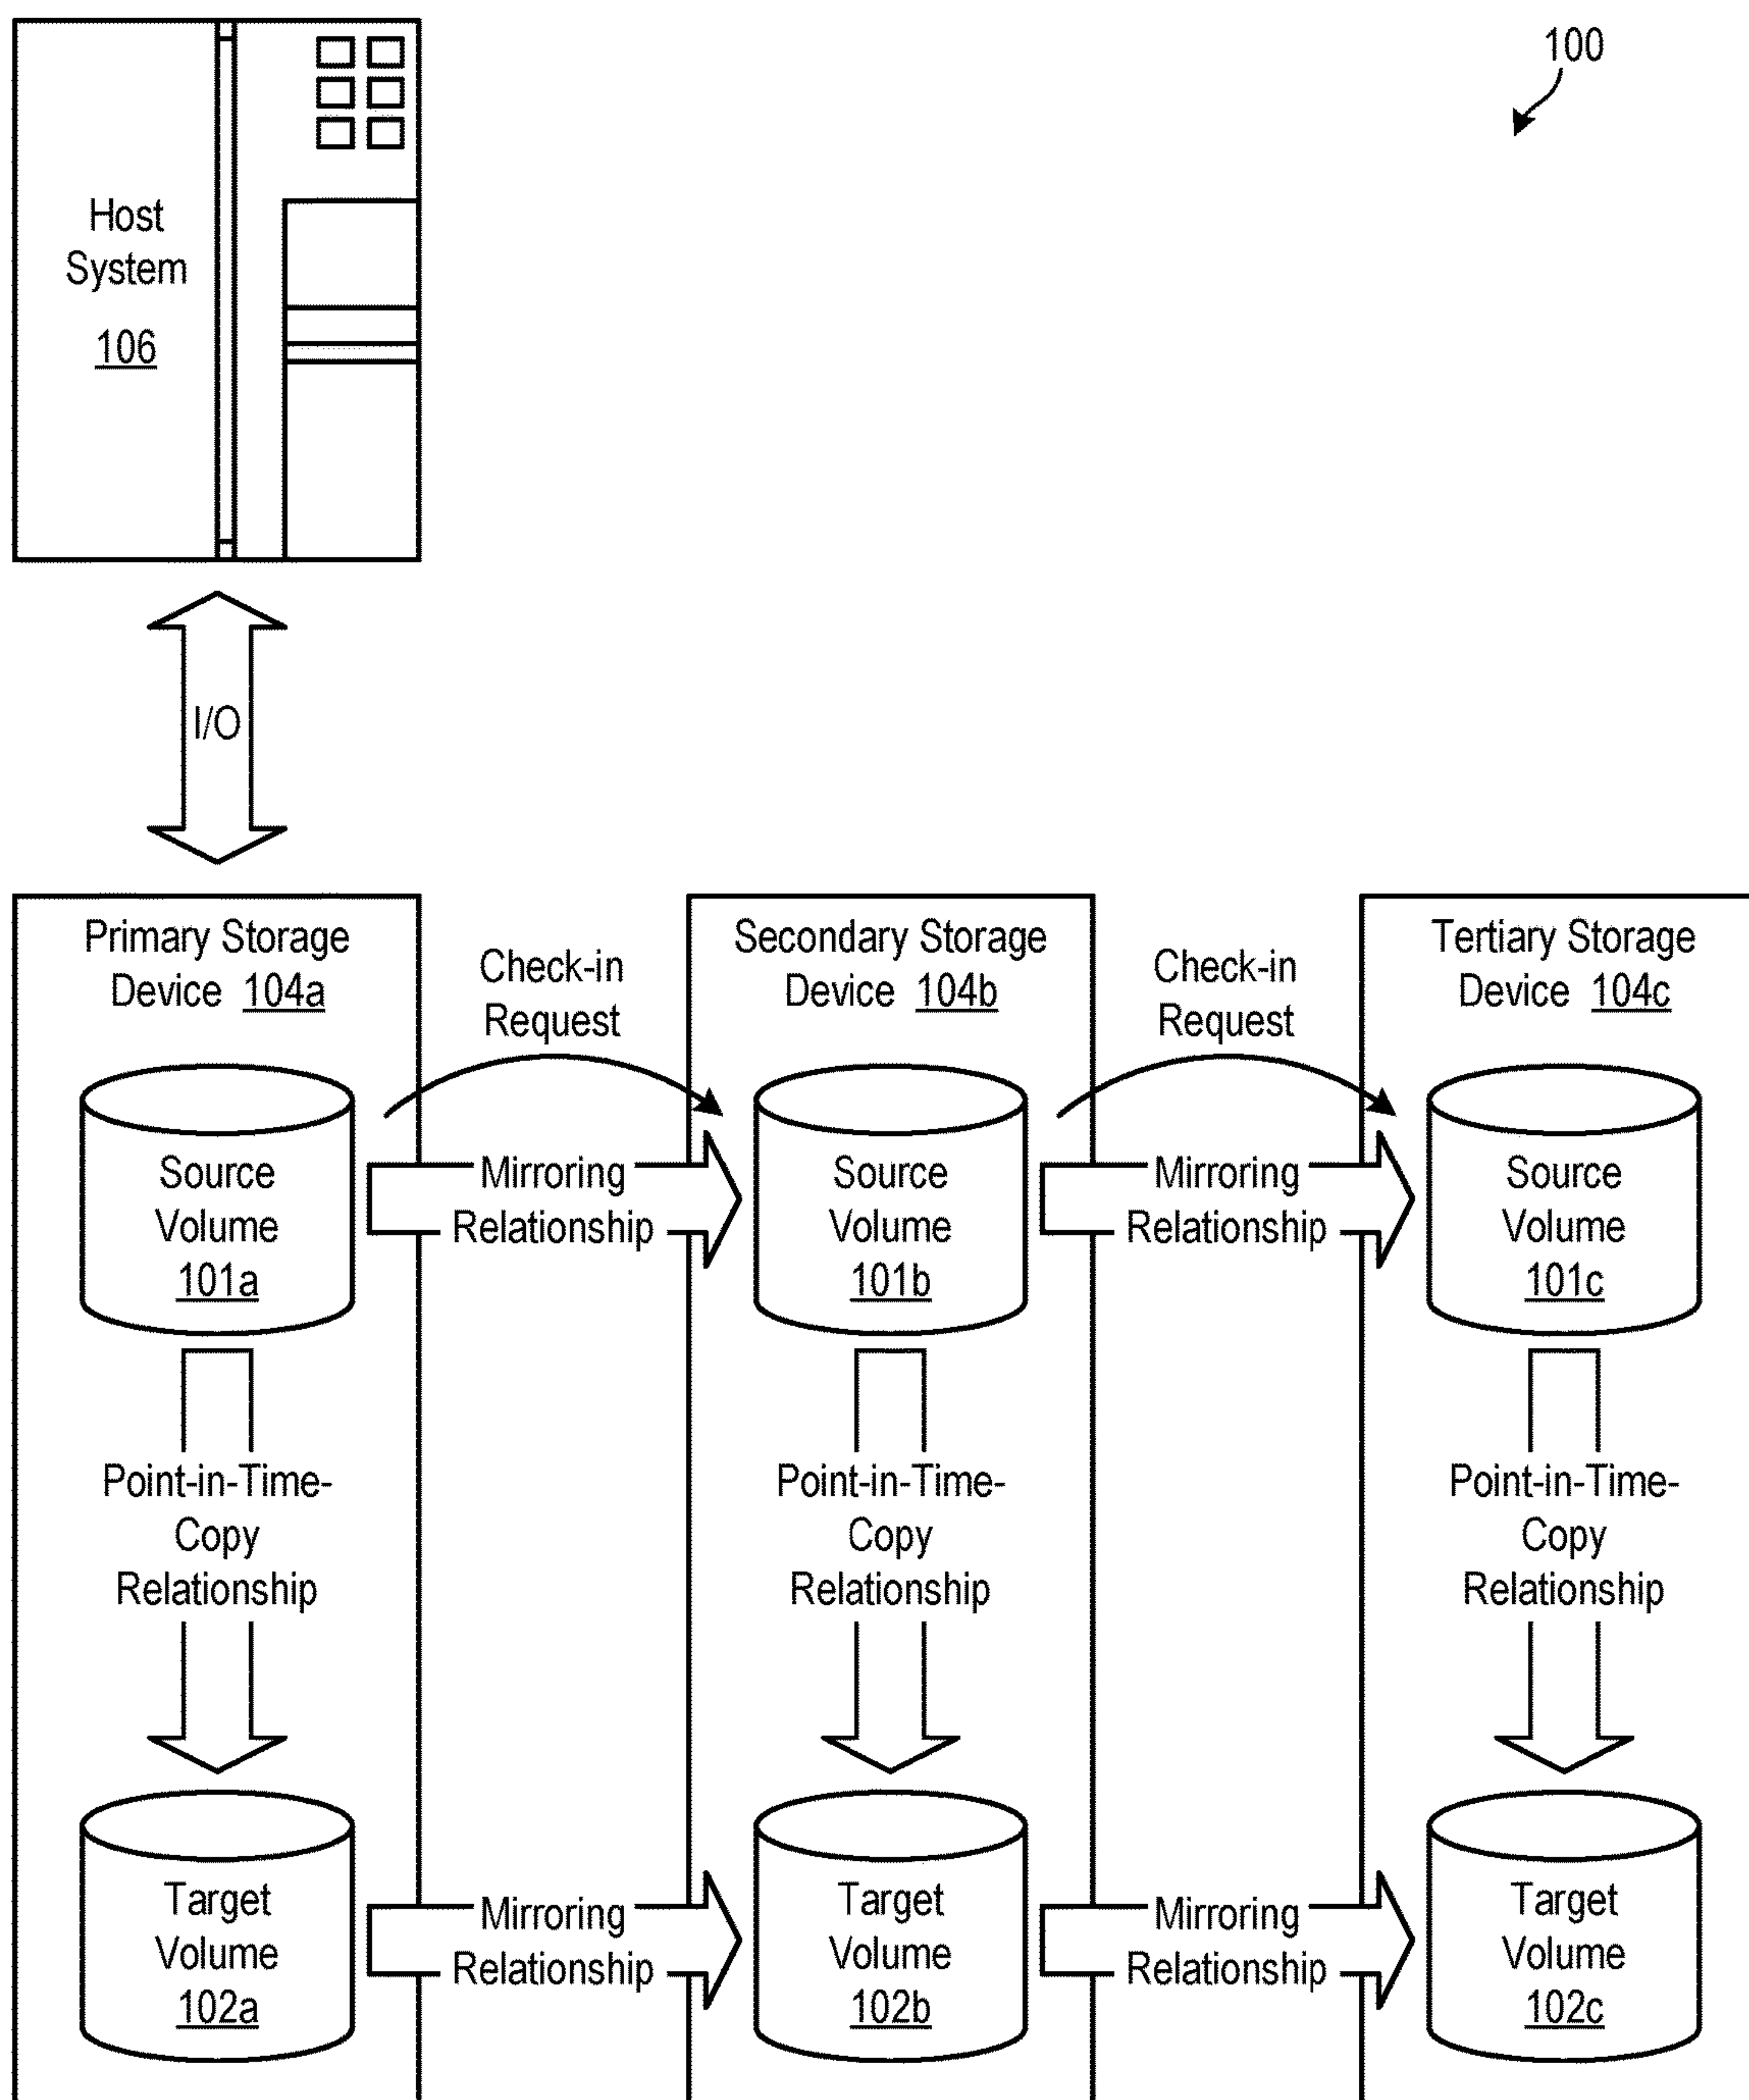 100
Host
System
106
I/O
Primary Storage
Device 104a
Check-in
Request
Secondary Storage
Device 104b
Check-in
Request
Tertiary Storage
Device 104c
Source
Volume
101a
Mirroring
Relationship
Source
Volume
101b
Mirroring
Relationship
Source
Volume
101c
Point-in-Time-
Copy
Relationship
Point-in-Time-
Copy
Relationship
Point-in-Time-
Copy
Relationship
Target
Volume
102a
Mirroring
Relationship
Target
Volume
102b
Mirroring
Relationship
Target
Volume
102c